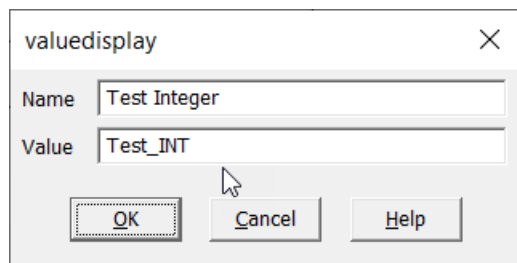 valuedisplay
Name Test Integer
Value Test_INT
OK Cancel Help